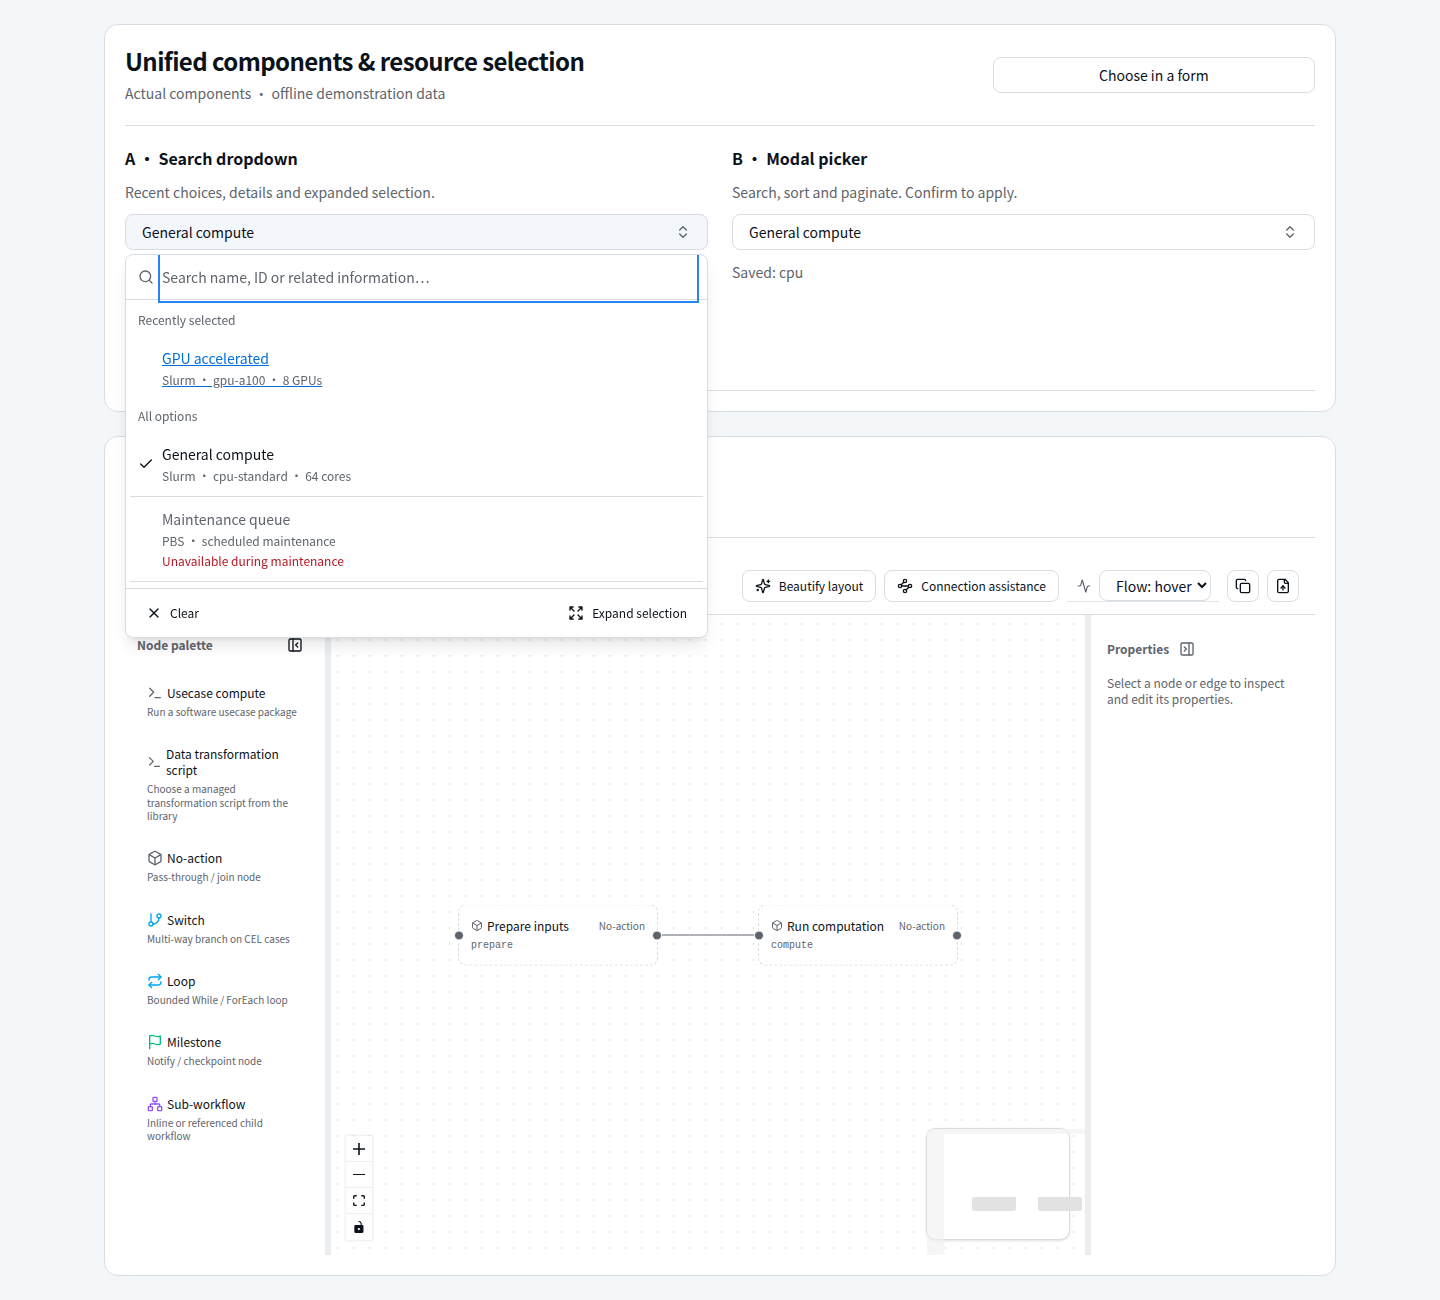 Unified components & resource selection
Actual components • offline demonstration data
Choose in a form
A • Search dropdown
Recent choices, details and expanded selection.
General compute
Search name, ID or related information…
Recently selected
GPU accelerated
Slurm • gpu-a100 • 8 GPUs
All options
General compute
Slurm • cpu-standard • 64 cores
Maintenance queue
PBS • scheduled maintenance
Unavailable during maintenance
Clear
Expand selection
B • Modal picker
Search, sort and paginate. Confirm to apply.
General compute
Saved: cpu
Beautify layout
Connection assistance
Flow: hover
Node palette
Usecase compute
Run a software usecase package
Data transformation
script
Choose a managed
transformation script from the
library
No-action
Pass-through / join node
Switch
Multi-way branch on CEL cases
Loop
Bounded While / ForEach loop
Milestone
Notify / checkpoint node
Sub-workflow
Inline or referenced child
workflow
Prepare inputs
No-action
prepare
Run computation
No-action
compute
Properties
Select a node or edge to inspect
and edit its properties.